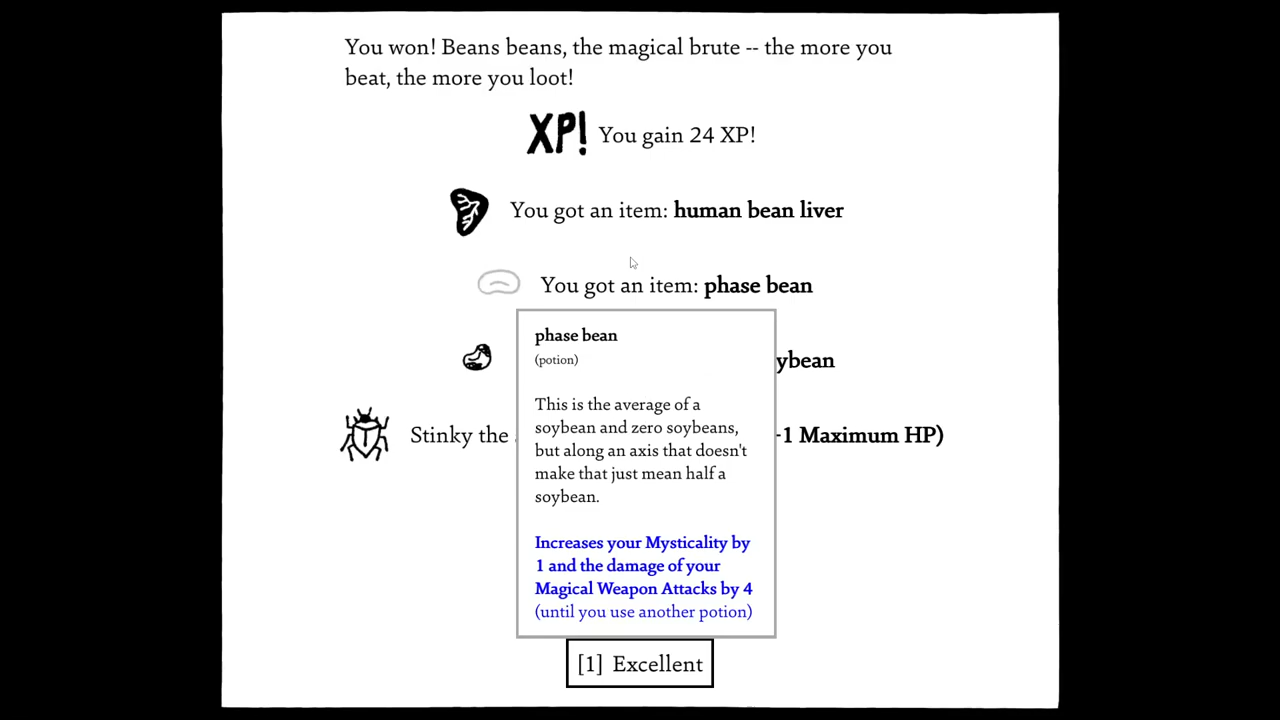 You won! Beans beans, the magical brute -- the more you
beat, the more you loot!
XP! You gain 24 XP!
You got an item: human bean liver
You got an item: phase bean
phase bean
(potion)
ybean
This is the average of a
soybean and zero soybeans,
but along an axis that doesn't
make that just mean half a
soybean.
Stinky the
-1 Maximum HP)
Increases your Mysticality by
1 and the damage of your
Magical Weapon Attacks by 4
(until you use another potion)
[1] Excellent